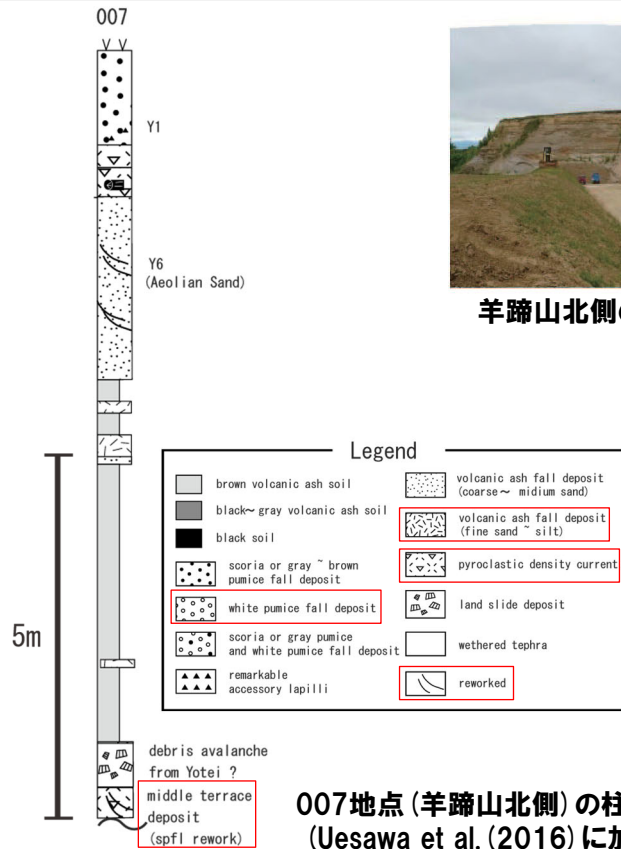 007
Y1
Y6
(Aeolian Sand)
羊蹄山北側
Legend
brown volcanic ash soil
black～ gray volcanic ash soil
black soil
scoria or gray ~ brown
pumice fall deposit
white pumice fall deposit
scoria or gray pumice
and white pumice fall deposit
remarkable
accessory lapilli
volcanic ash fall deposit
(coarse～ midium sand)
volcanic ash fall deposit
(fine sand ~ silt)
pyroclastic density current
land slide deposit
wethered tephra
reworked
5m
debris avalanche
from Yotei ?
middle terrace
deposit
(spfl rework)
007地点(羊蹄山北側)の柱
(Uesawa et al.(2016)に加